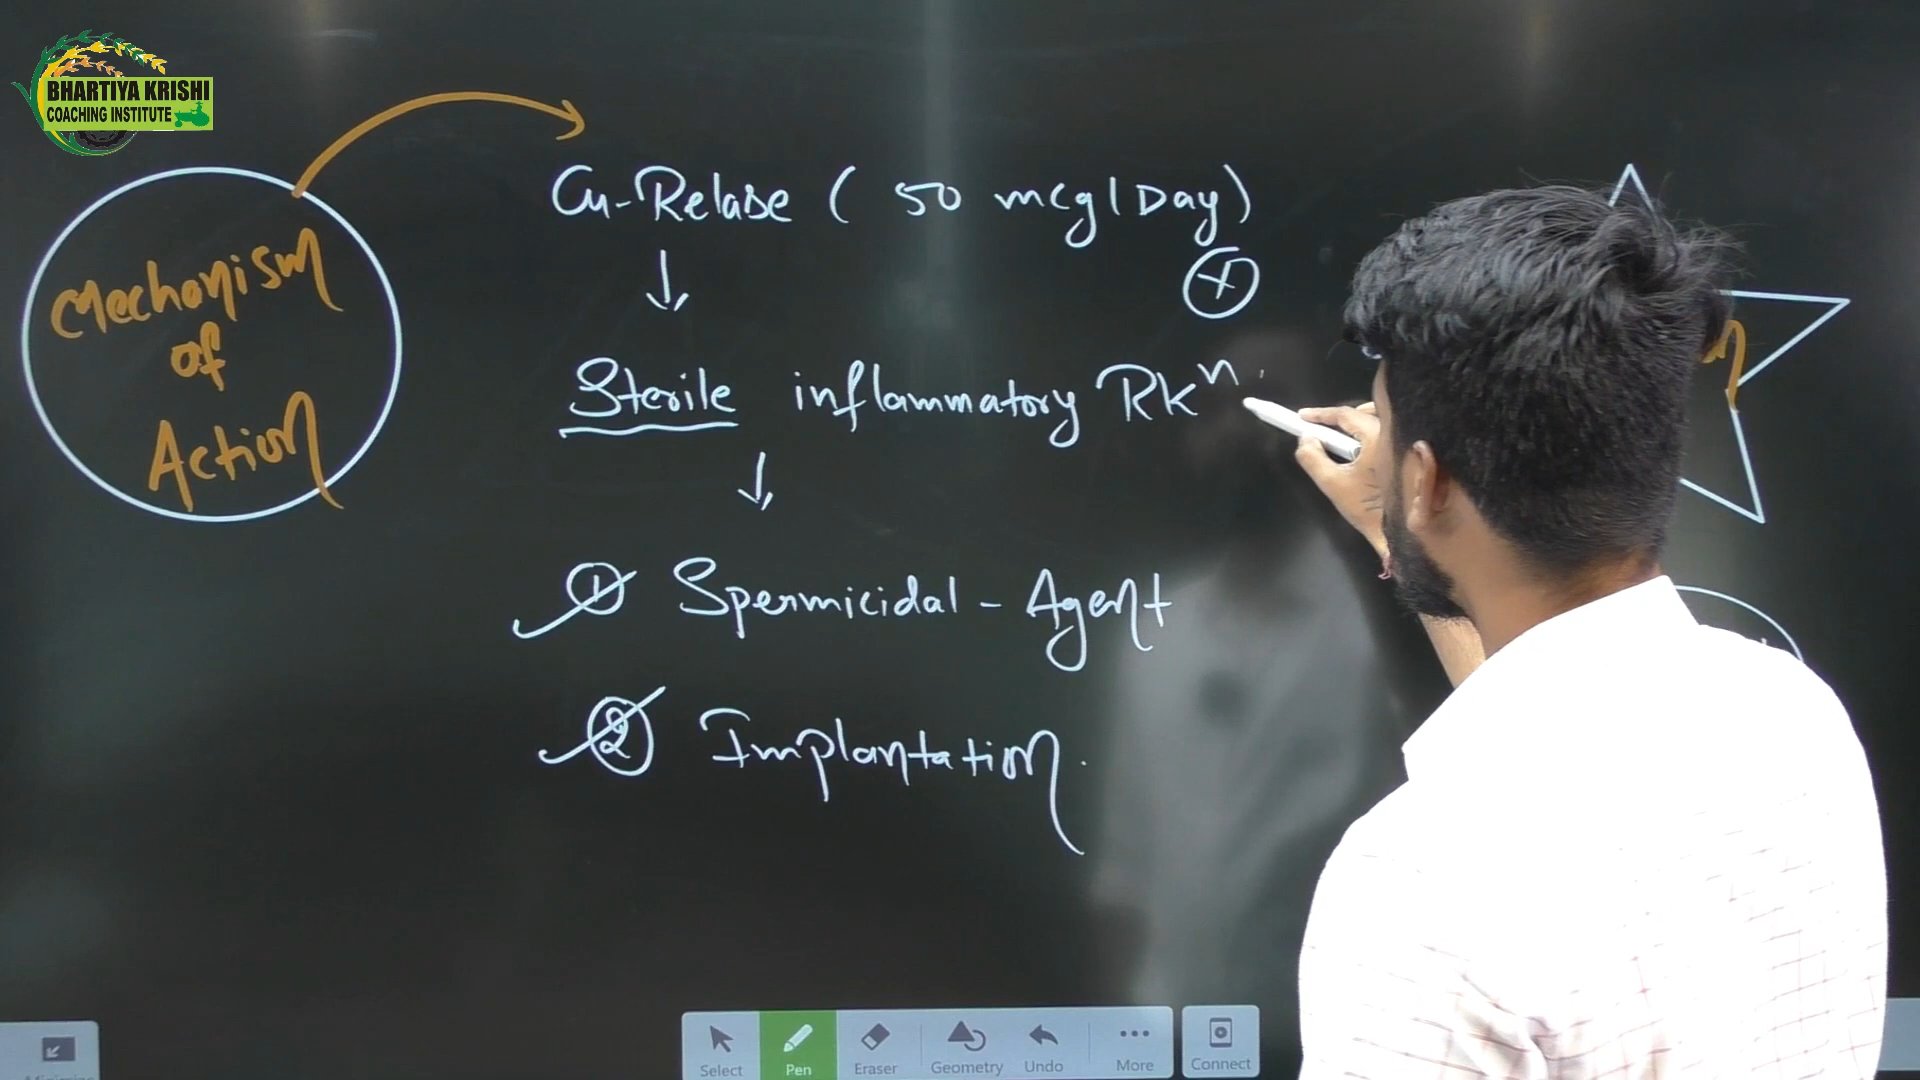 BHARTIYA KRISHI
COACHING INSTITUTE
Mechanism
of
Action
Cu-Relase ( 50 mcg/Day)
Sterile inflammatory RKn.
① Spermicidal - Agent
② Implantation.
Select
Pen
Eraser
Geometry
Undo
More
Connect